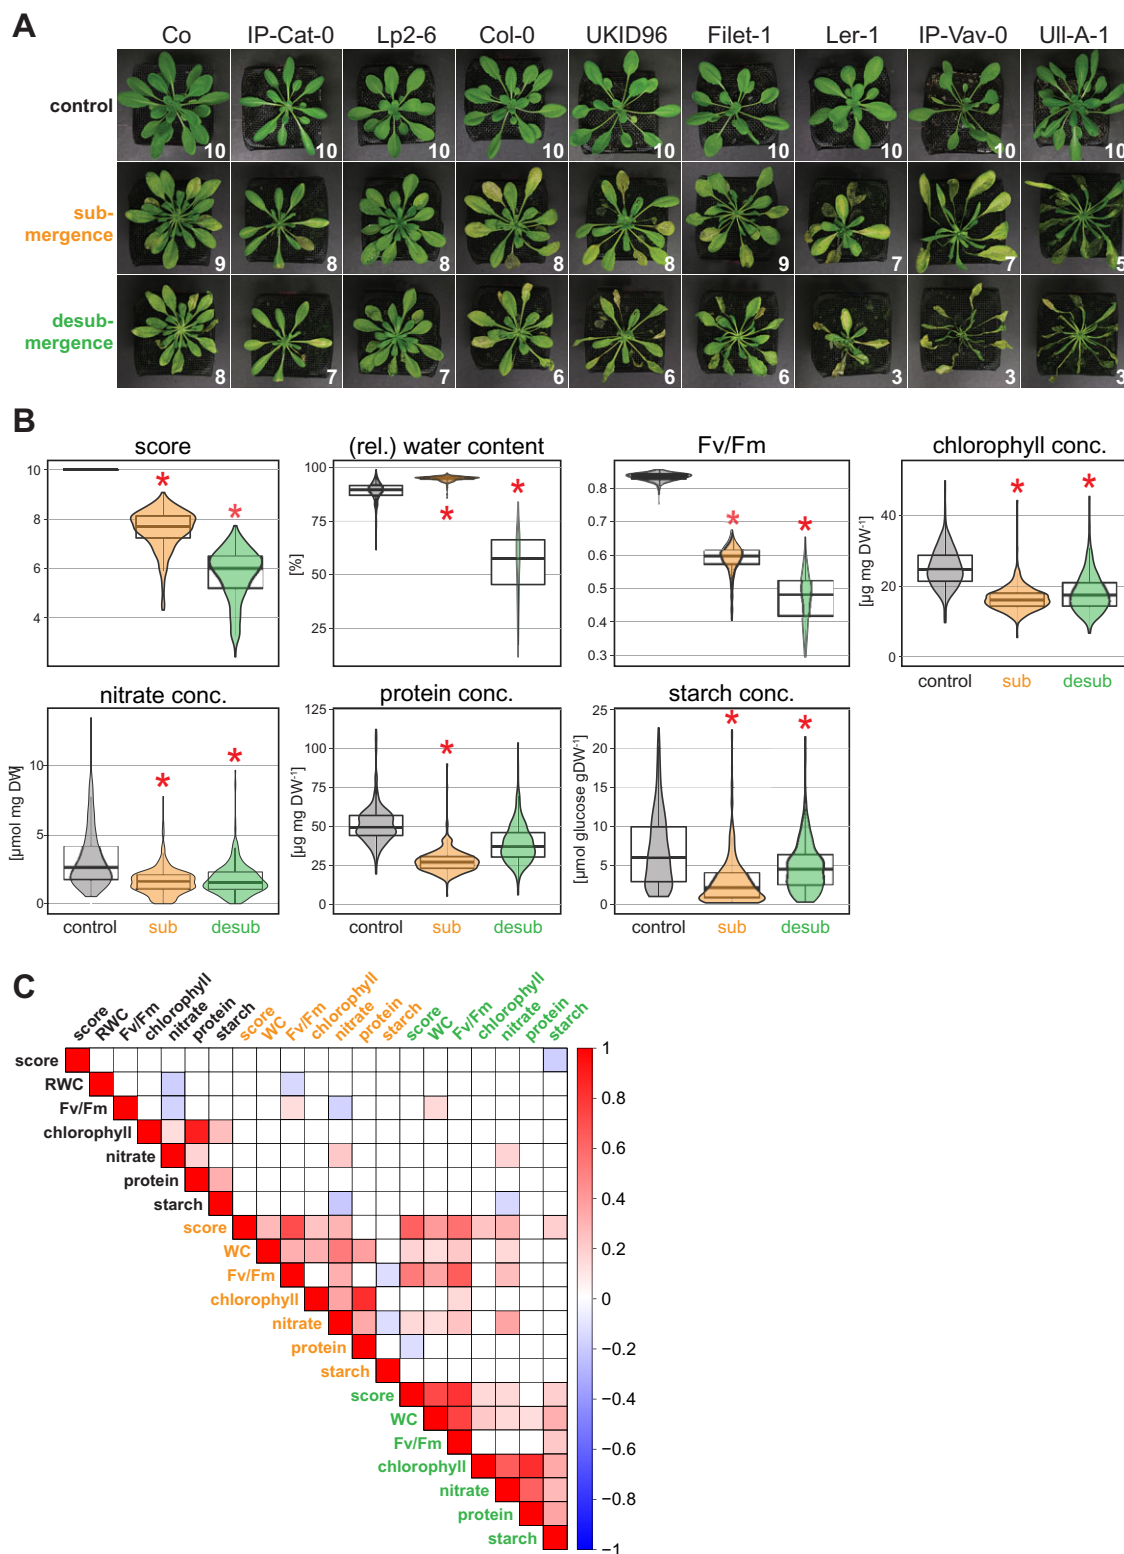 A
Co IP-Cat-0 Lp2-6 Col-0 UKID96 Filet-1 Ler-1 IP-Vav-0 Ull-A-1
control
10 10 10 10 10 10 10 10 10
sub-
mergence
9 8 8 8 8 9 7 7 5
desub-
mergence
8 7 7 6 6 6 3 3 3
B
score
10
8
6
4
*
*
(rel.) water content
[%]
100
75
50
25
*
*
Fv/Fm
0.8
0.7
0.6
0.5
0.4
0.3
*
*
chlorophyll conc.
[µg mg DW⁻¹]
40
20
0
*
*
control sub desub
nitrate conc.
[µmol mg DW]
10
5
0
*
*
control sub desub
protein conc.
[µg mg DW⁻¹]
125
100
75
50
25
0
*
control sub desub
starch conc.
[µmol glucose gDW⁻¹]
25
20
15
10
5
0
*
*
control sub desub
C
score RWC Fv/Fm chlorophyll nitrate protein starch score WC Fv/Fm chlorophyll nitrate protein starch score WC Fv/Fm chlorophyll nitrate protein starch
score
RWC
Fv/Fm
chlorophyll
nitrate
protein
starch
score
WC
Fv/Fm
chlorophyll
nitrate
protein
starch
score
WC
Fv/Fm
chlorophyll
nitrate
protein
starch
1
0.8
0.6
0.4
0.2
0
−0.2
−0.4
−0.6
−0.8
−1